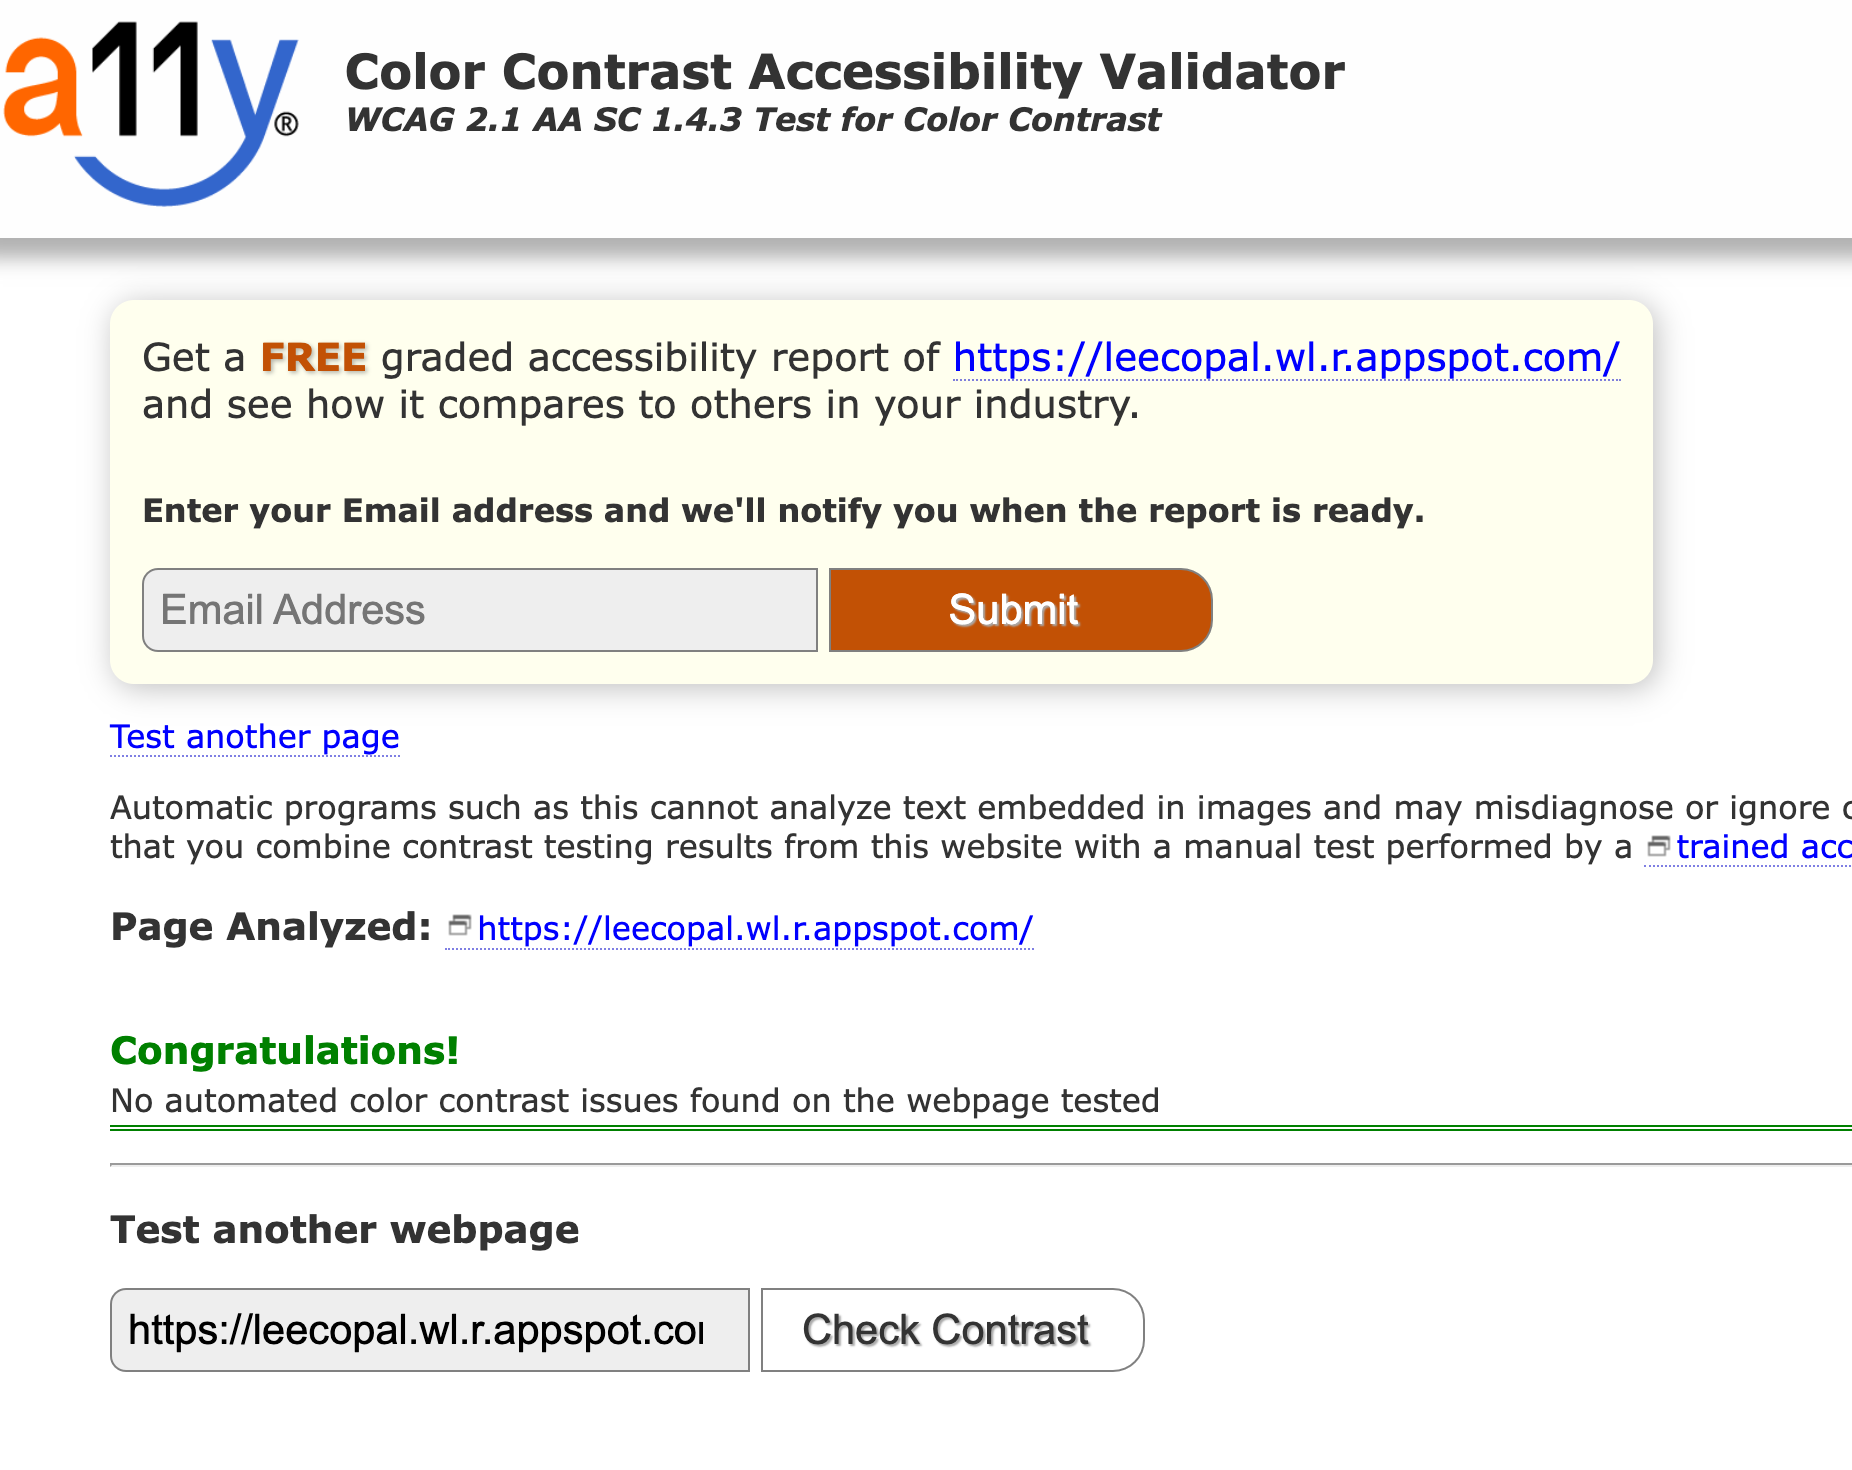 a11y®
Color Contrast Accessibility Validator
WCAG 2.1 AA SC 1.4.3 Test for Color Contrast
Get a FREE graded accessibility report of https://leecopal.wl.r.appspot.com/
and see how it compares to others in your industry.
Enter your Email address and we'll notify you when the report is ready.
Email Address
Submit
Test another page
Automatic programs such as this cannot analyze text embedded in images and may misdiagnose or ignore
that you combine contrast testing results from this website with a manual test performed by a trained
Page Analyzed: https://leecopal.wl.r.appspot.com/
Congratulations!
No automated color contrast issues found on the webpage tested
Test another webpage
https://leecopal.wl.r.appspot.co
Check Contrast